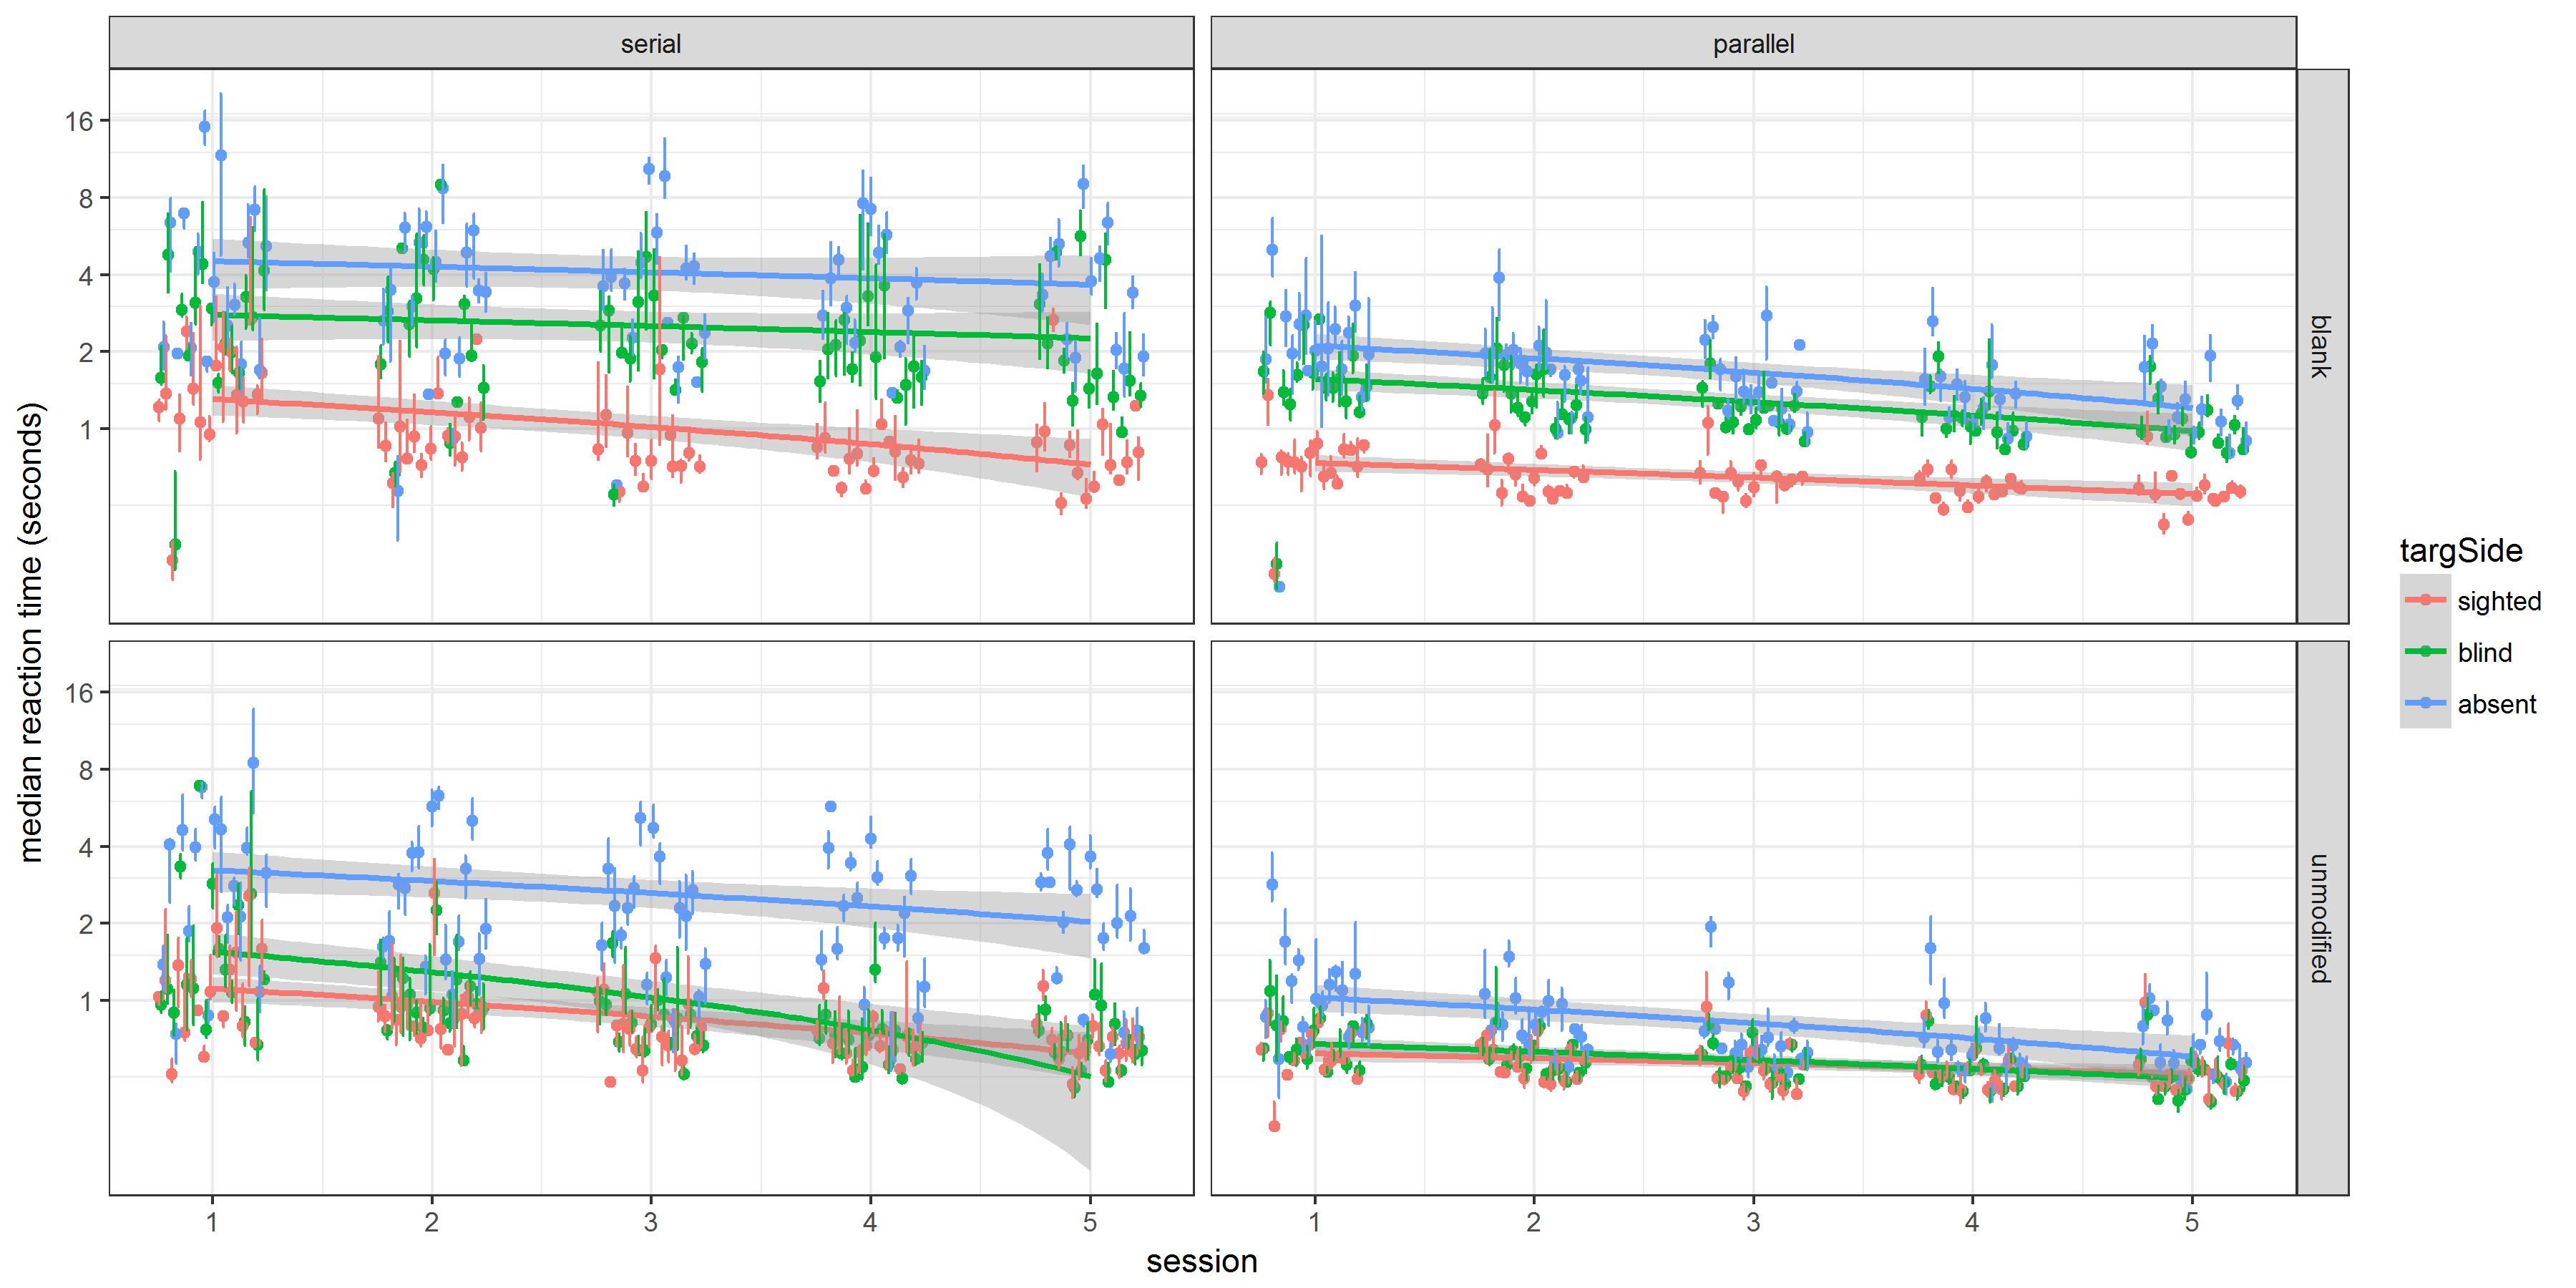 serial
parallel
16
8
4
2
1
blank
16
8
4
2
1
unmodified
1
2
3
4
5
1
2
3
4
5
session
median reaction time (seconds)
targSide
sighted
blind
absent